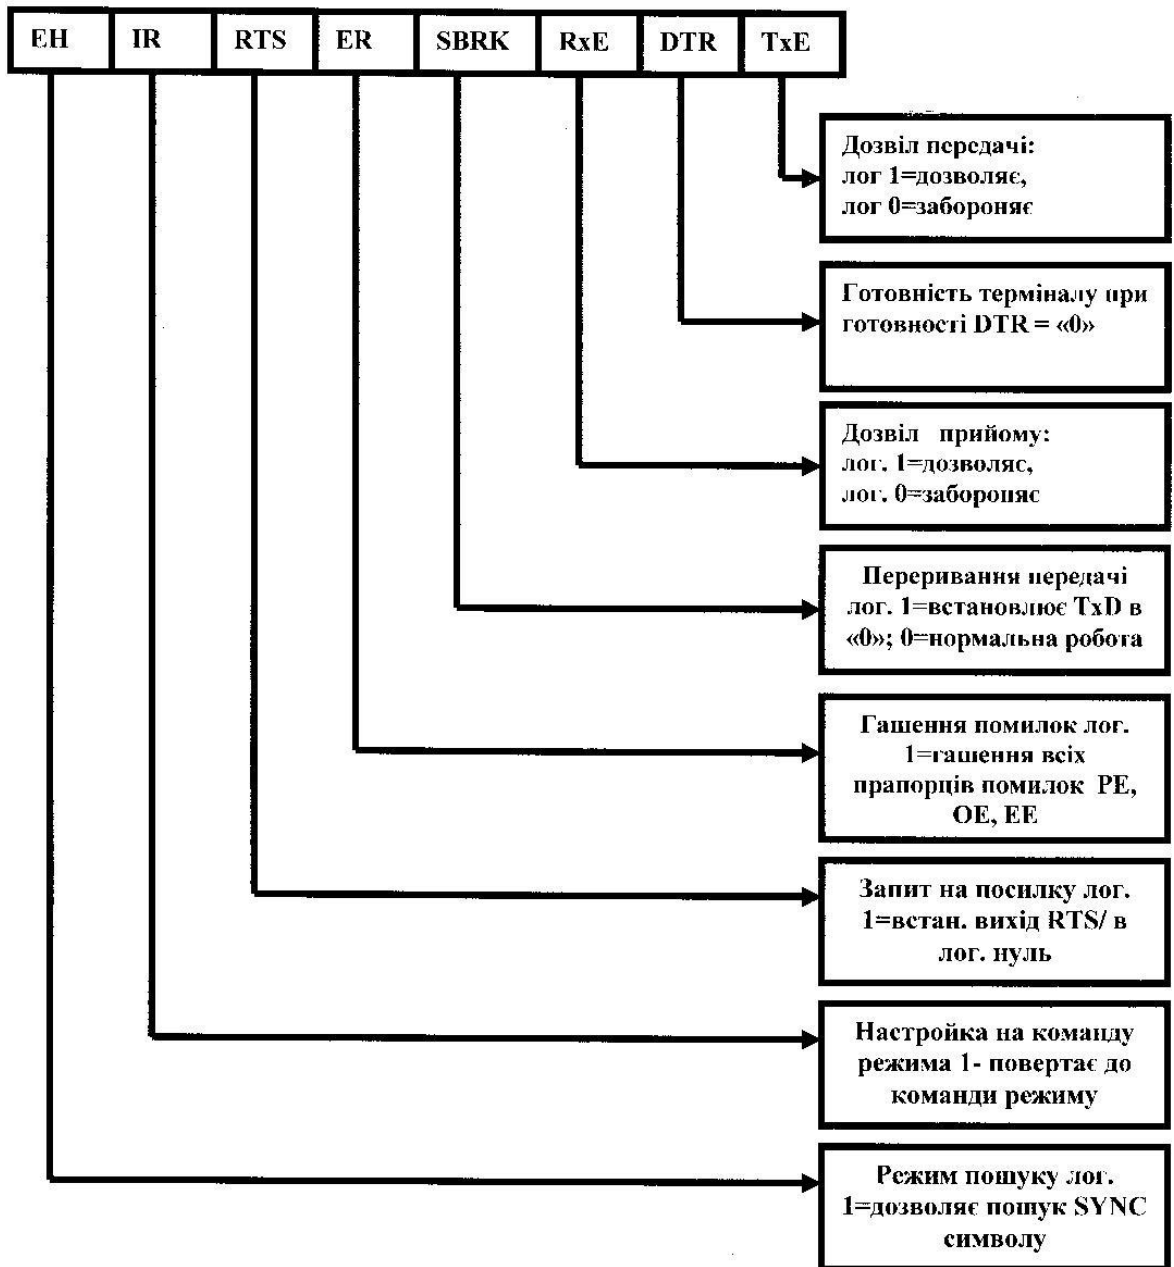 EH IR RTS ER SBRK RxE DTR TxE
Дозвіл передачі:
лог 1=дозволяє,
лог 0=забороняє
Готовність терміналу при
готовності DTR = «0»
Дозвіл прийому:
лог. 1=дозволяє,
лог. 0=забороняє
Переривання передачі
лог. 1=встановлює TxD в
«0»; 0=нормальна робота
Гашення помилок лог.
1=гашення всіх
прапорців помилок PE,
OE, EE
Запит на посилку лог.
1=встан. вихід RTS/ в
лог. нуль
Настройка на команду
режима 1- повертає до
команди режиму
Режим пошуку лог.
1=дозволяє пошук SYNC
символу